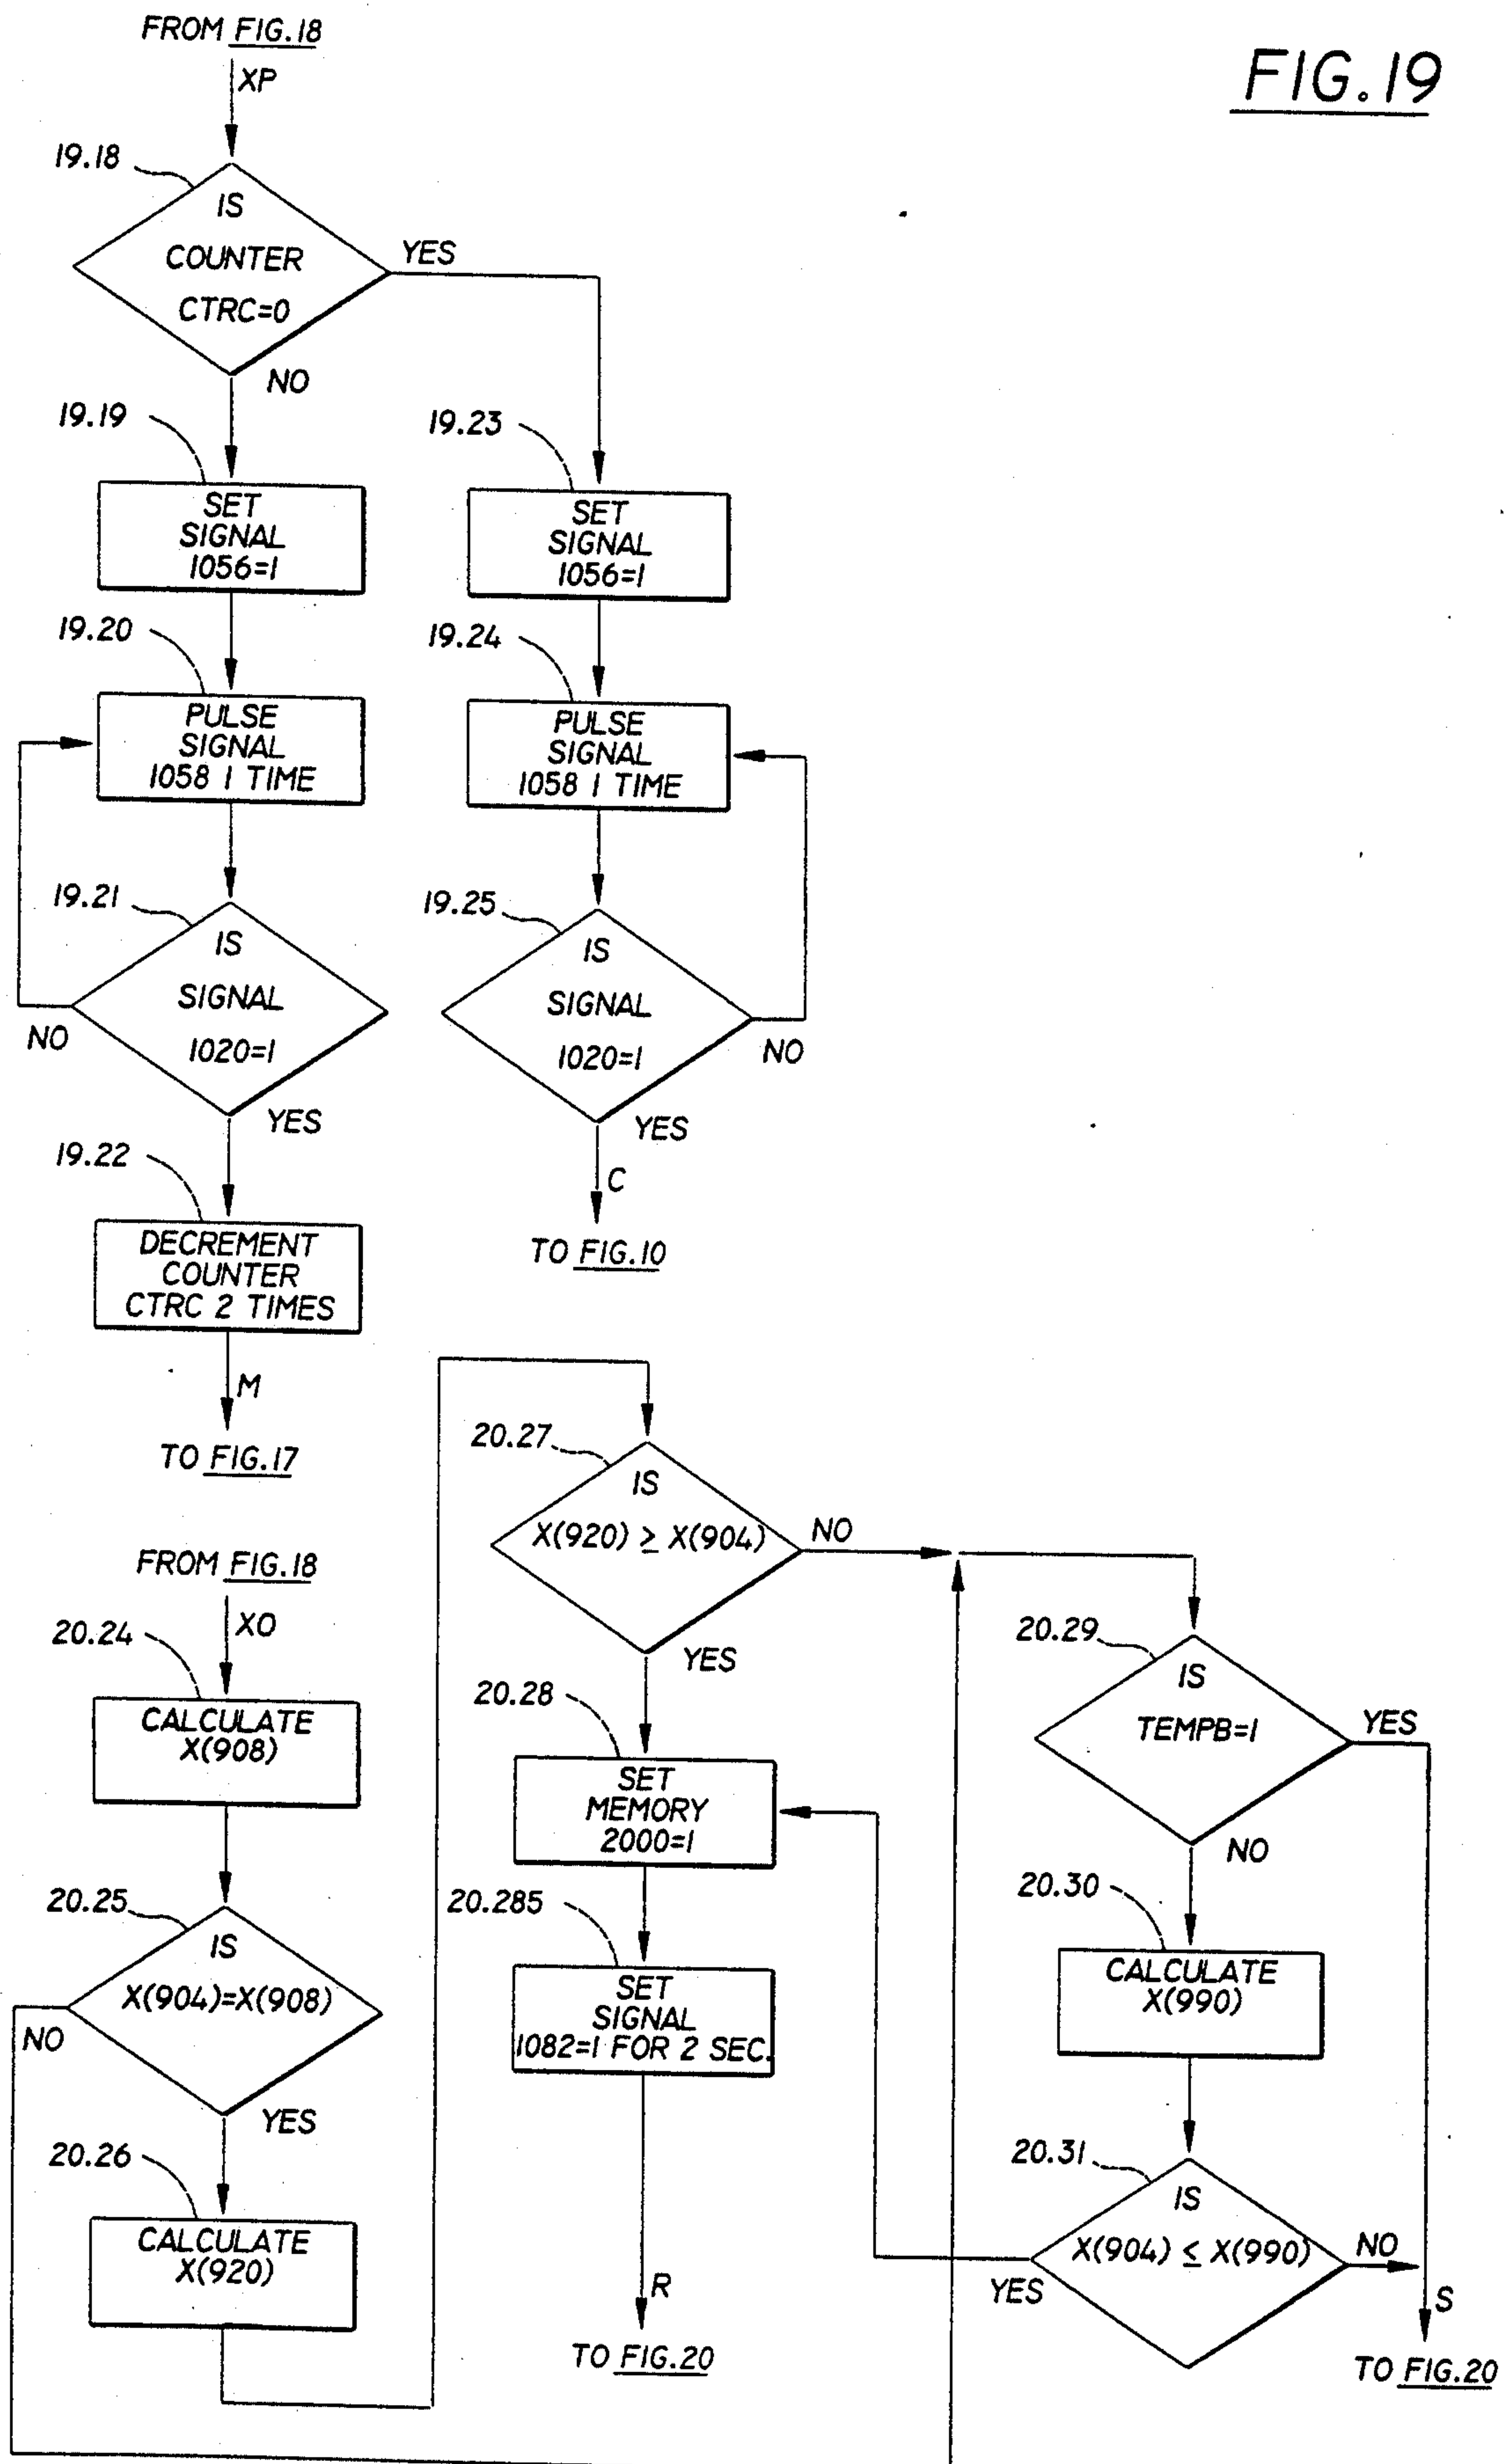 FIG.19
FROM FIG.18
XP
19.18
IS
COUNTER
CTRC=0
YES
NO
19.19
SET
SIGNAL
1056=1
19.20
PULSE
SIGNAL
1058 1 TIME
19.21
IS
SIGNAL
1020=1
NO
YES
19.22
DECREMENT
COUNTER
CTRC 2 TIMES
M
TO FIG.17
19.23
SET
SIGNAL
1056=1
19.24
PULSE
SIGNAL
1058 1 TIME
19.25
IS
SIGNAL
1020=1
NO
YES
C
TO FIG.10
FROM FIG.18
XO
20.24
CALCULATE
X(908)
20.25
IS
X(904)=X(908)
NO
YES
20.26
CALCULATE
X(920)
20.27
IS
X(920) ≥ X(904)
NO
YES
20.28
SET
MEMORY
2000=1
20.285
SET
SIGNAL
1082=1 FOR 2 SEC.
R
TO FIG.20
20.29
IS
TEMPB=1
YES
NO
20.30
CALCULATE
X(990)
20.31
IS
X(904) ≤ X(990)
NO
YES
S
TO FIG.20